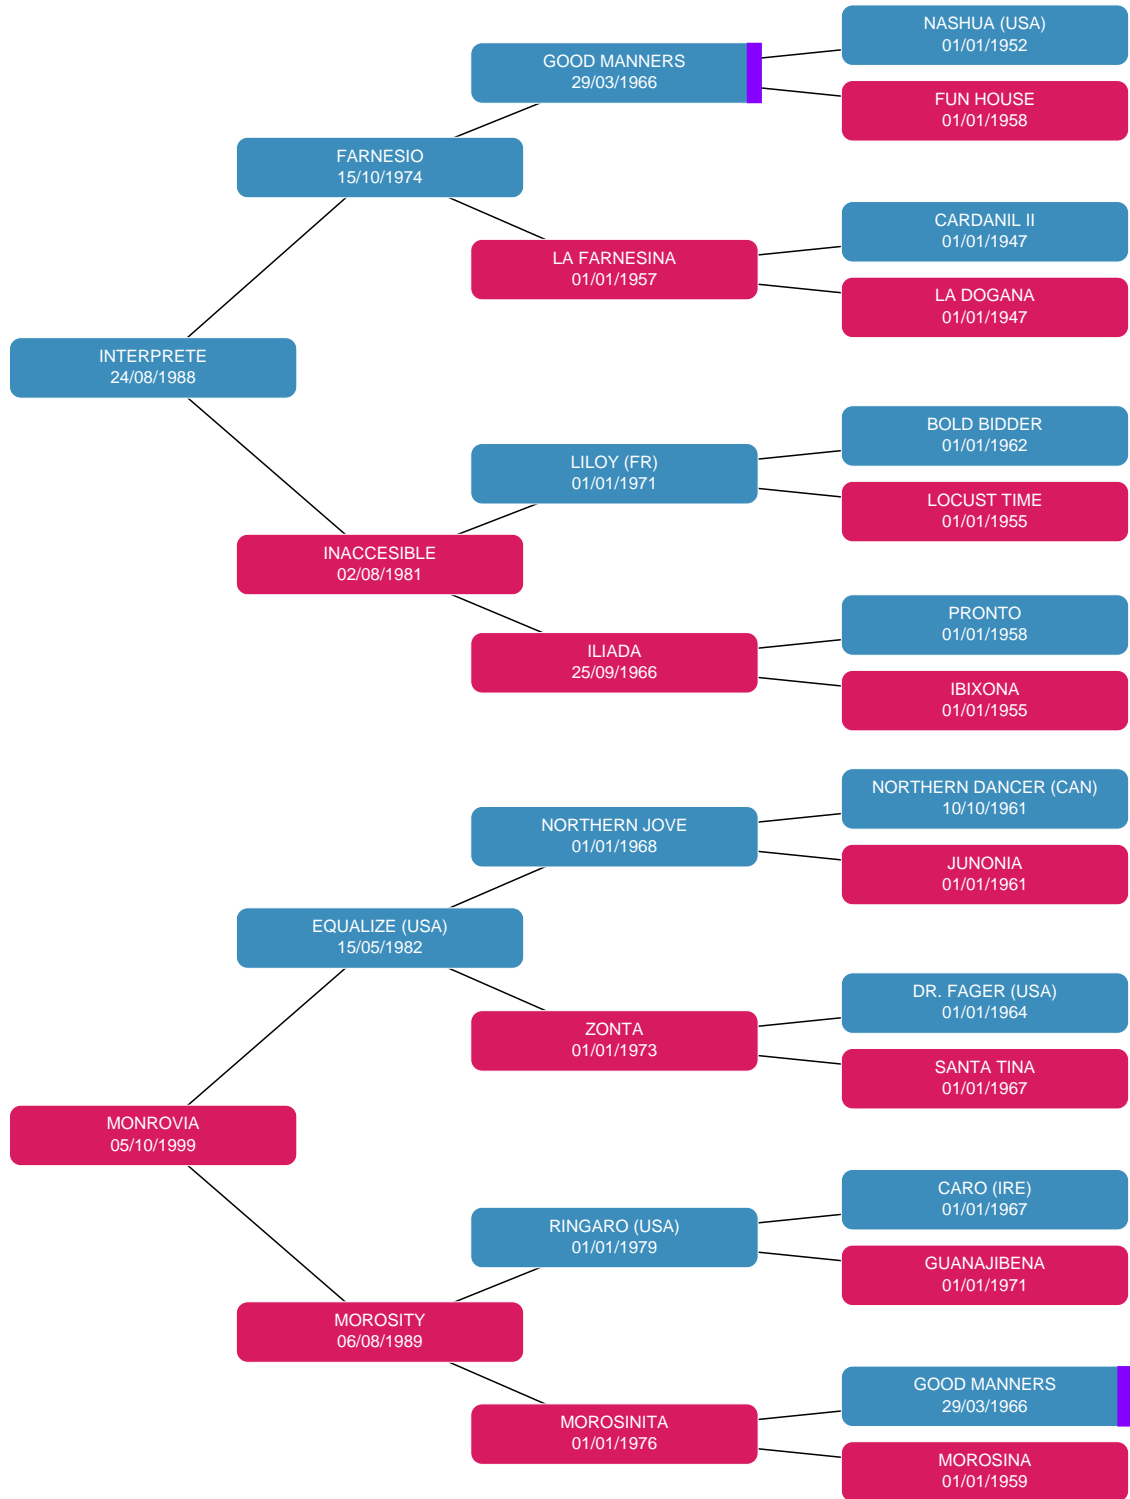 NASHUA (USA)
01/01/1952
GOOD MANNERS
29/03/1966
FUN HOUSE
01/01/1958
FARNESIO
15/10/1974
CARDANIL II
01/01/1947
LA FARNESINA
01/01/1957
LA DOGANA
01/01/1947
INTERPRETE
24/08/1988
BOLD BIDDER
01/01/1962
LILOY (FR)
01/01/1971
LOCUST TIME
01/01/1955
INACCESIBLE
02/08/1981
PRONTO
01/01/1958
ILIADA
25/09/1966
IBIXONA
01/01/1955
NORTHERN DANCER (CAN)
10/10/1961
NORTHERN JOVE
01/01/1968
JUNONIA
01/01/1961
EQUALIZE (USA)
15/05/1982
DR. FAGER (USA)
01/01/1964
ZONTA
01/01/1973
SANTA TINA
01/01/1967
MONROVIA
05/10/1999
CARO (IRE)
01/01/1967
RINGARO (USA)
01/01/1979
GUANAJIBENA
01/01/1971
MOROSITY
06/08/1989
GOOD MANNERS
29/03/1966
MOROSINITA
01/01/1976
MOROSINA
01/01/1959